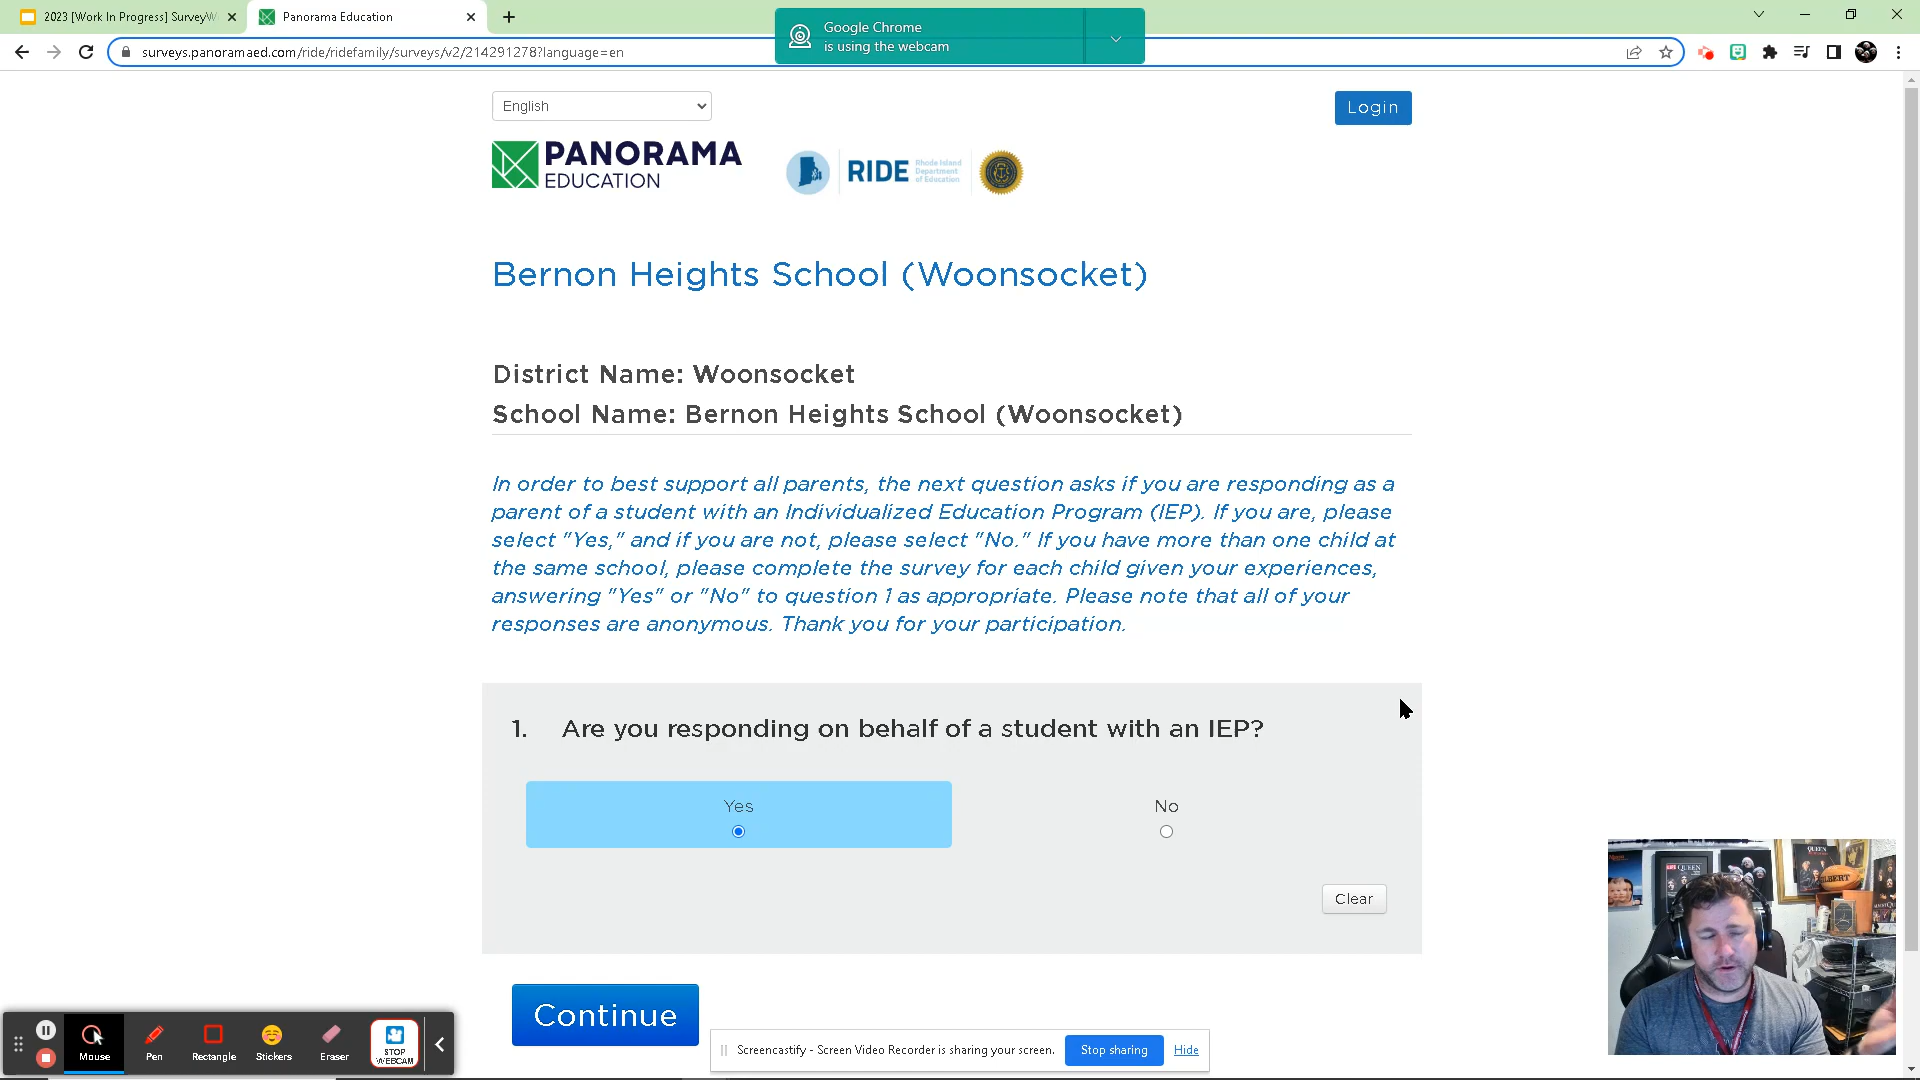 2023 [Work In Progress] SurveyW
Panorama Education
Google Chrome
is using the webcam
surveys.panoramaed.com/ride/ridefamily/surveys/v2/214291278?language=en
English
Login
PANORAMA
EDUCATION
RIDE
Rhode Island
Department
of Education
Bernon Heights School (Woonsocket)
District Name: Woonsocket
School Name: Bernon Heights School (Woonsocket)
In order to best support all parents, the next question asks if you are responding as a
parent of a student with an Individualized Education Program (IEP). If you are, please
select "Yes," and if you are not, please select "No." If you have more than one child at
the same school, please complete the survey for each child given your experiences,
answering "Yes" or "No" to question 1 as appropriate. Please note that all of your
responses are anonymous. Thank you for your participation.
1. Are you responding on behalf of a student with an IEP?
Yes
No
Clear
Continue
Mouse
Pen
Rectangle
Stickers
Eraser
STOP
WEBCAM
Screencastify - Screen Video Recorder is sharing your screen.
Stop sharing
Hide
QUEEN
QUEEN